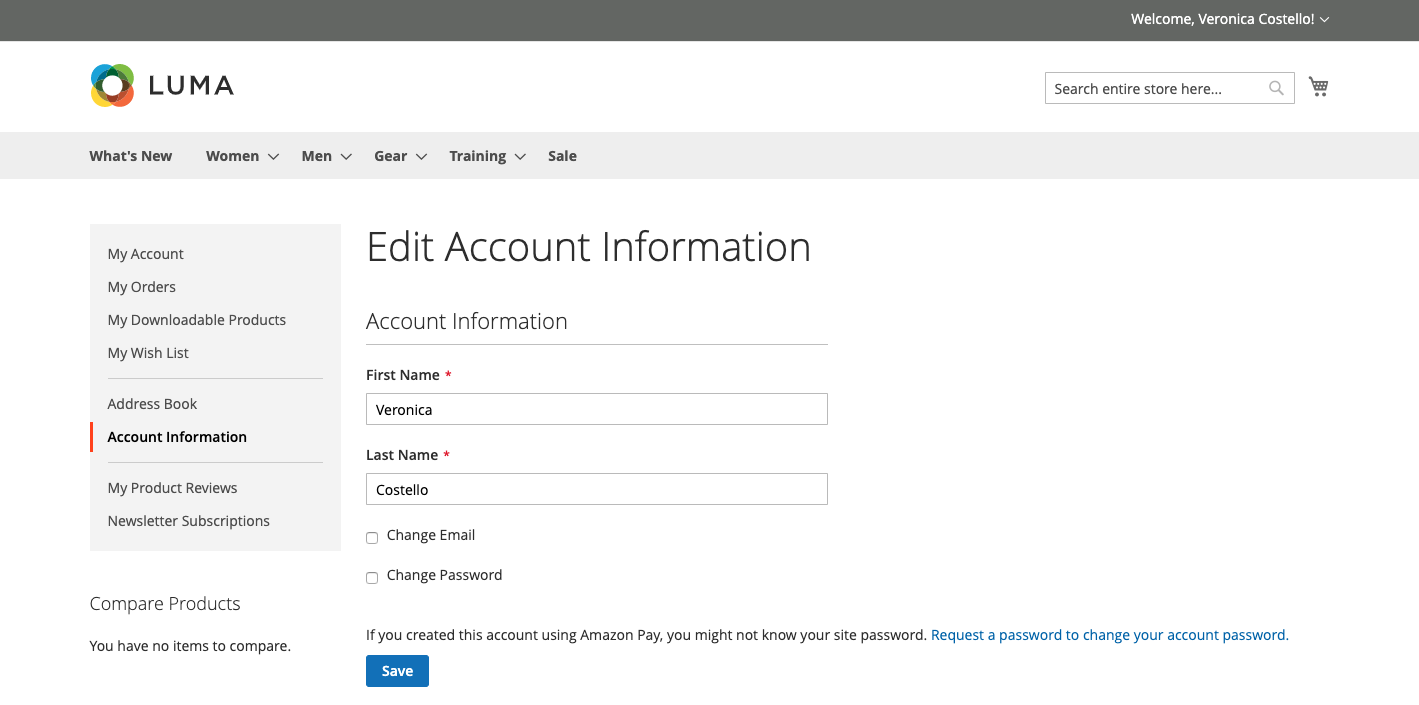 Welcome, Veronica Costello!
LUMA
Search entire store here...
What's New Women Men Gear Training Sale
My Account
My Orders
My Downloadable Products
My Wish List
Address Book
Account Information
My Product Reviews
Newsletter Subscriptions
Compare Products
You have no items to compare.
Edit Account Information
Account Information
First Name *
Veronica
Last Name *
Costello
Change Email
Change Password
If you created this account using Amazon Pay, you might not know your site password. Request a password to change your account password.
Save